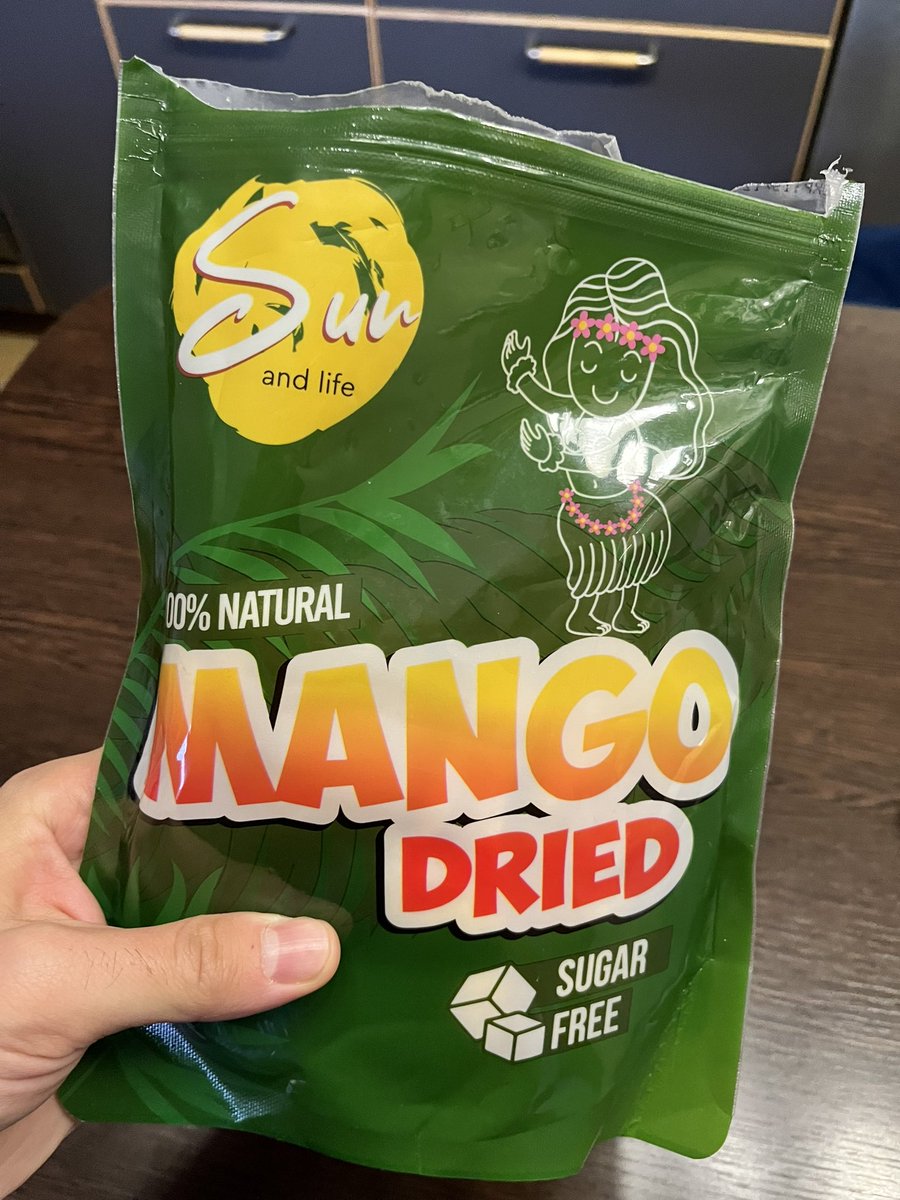 Sun
and life
00% NATURAL
MANGO
DRIED
SUGAR
FREE